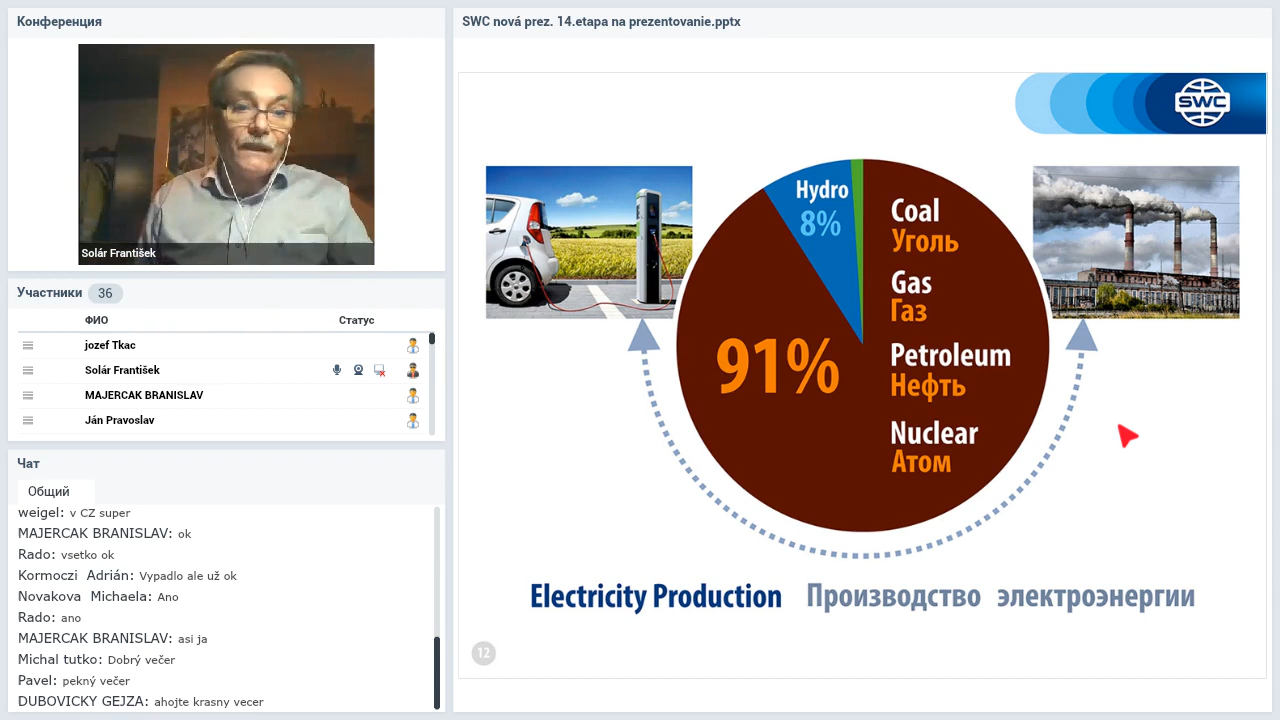 Конференция
Solár František
Участники 36
ФИО Статус
jozef Tkac
Solár František
MAJERCAK BRANISLAV
Ján Pravoslav
Чат
Общий
weigel: v CZ super
MAJERCAK BRANISLAV: ok
Rado: vsetko ok
Kormoczi Adrián: Vypadlo ale už ok
Novakova Michaela: Ano
Rado: ano
MAJERCAK BRANISLAV: asi ja
Michal tutko: Dobrý večer
Pavel: pekný večer
DUBOVICKY GEJZA: ahojte krasny vecer
SWC nová prez. 14.etapa na prezentovanie.pptx
SWC
Hydro
8%
91%
Coal
Уголь
Gas
Газ
Petroleum
Нефть
Nuclear
Атом
Electricity Production Производство электроэнергии
12